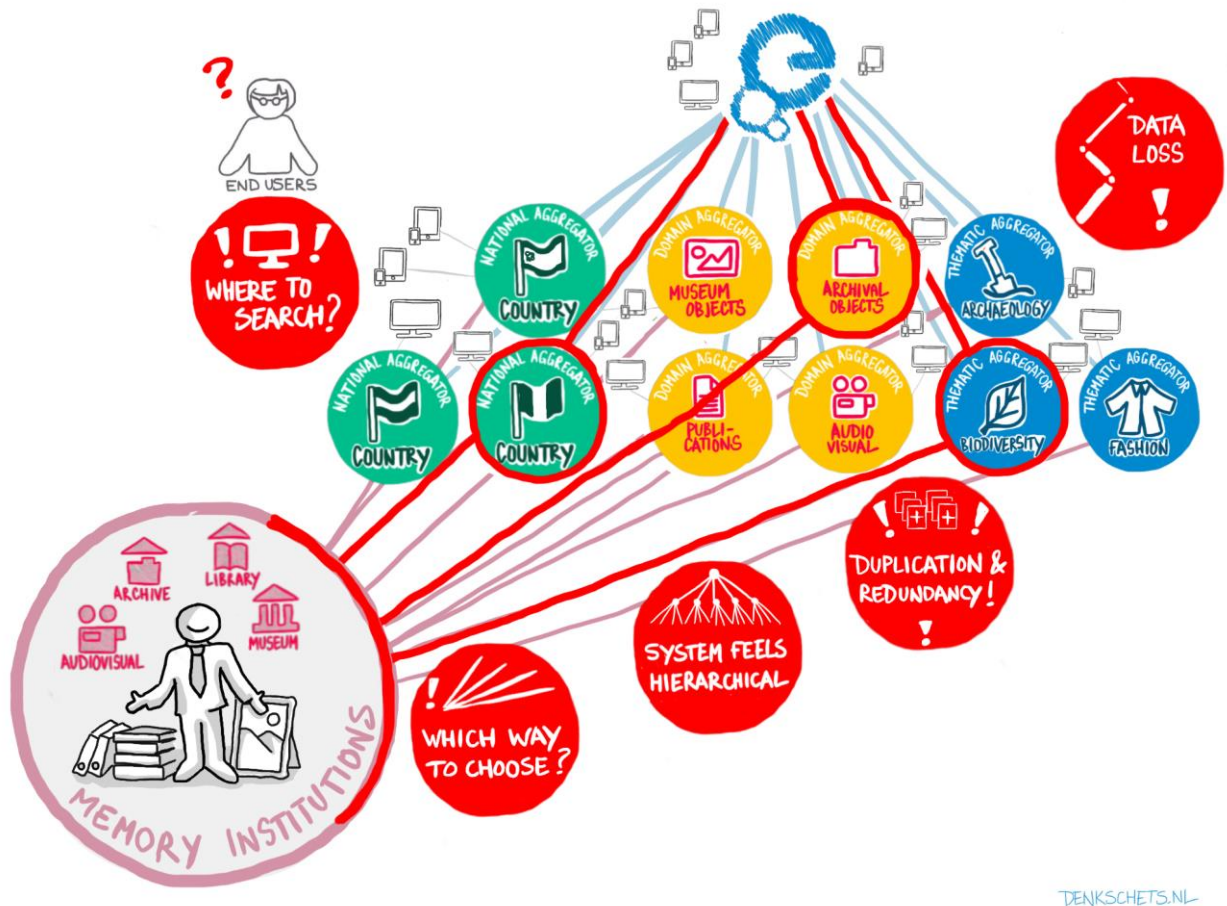 ?
END USERS
! !
WHERE TO
SEARCH?
DATA
LOSS
!
NATIONAL AGGREGATOR
COUNTRY
DOMAIN AGGREGATOR
MUSEUM
OBJECTS
DOMAIN AGGREGATOR
ARCHIVAL
OBJECTS
THEMATIC AGGREGATOR
ARCHAEOLOGY
NATIONAL AGGREGATOR
COUNTRY
NATIONAL AGGREGATOR
COUNTRY
DOMAIN AGGREGATOR
PUBLI-
CATIONS
DOMAIN AGGREGATOR
AUDIO
VISUAL
THEMATIC AGGREGATOR
BIODIVERSITY
THEMATIC AGGREGATOR
FASHION
ARCHIVE
LIBRARY
AUDIOVISUAL
MUSEUM
MEMORY INSTITUTIONS
!
WHICH WAY
TO CHOOSE?
SYSTEM FEELS
HIERARCHICAL
! !
DUPLICATION &
REDUNDANCY!
!
DENKSCHETS.NL